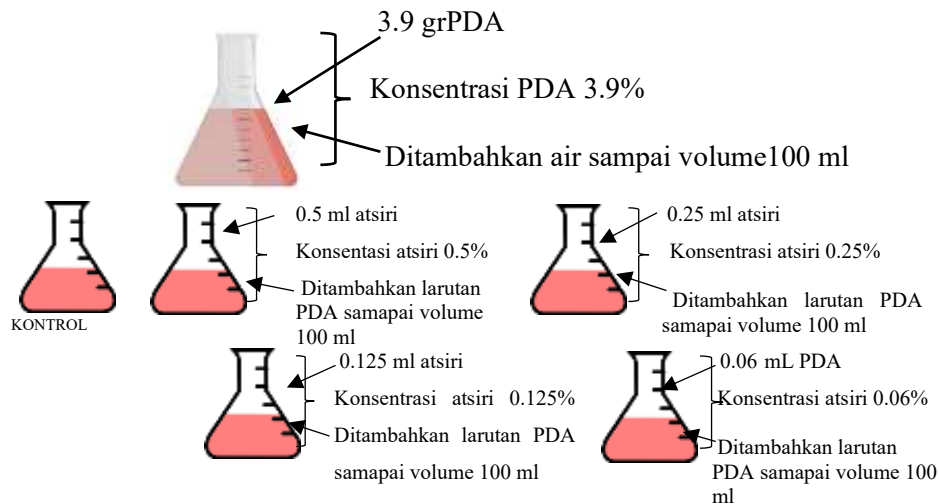 3.9 grPDA
Konsentrasi PDA 3.9%
Ditambahkan air sampai volume100 ml
KONTROL
0.5 ml atsiri
Konsentasi atsiri 0.5%
Ditambahkan larutan
PDA samapai volume
100 ml
0.25 ml atsiri
Konsentrasi atsiri 0.25%
Ditambahkan larutan PDA
samapai volume 100 ml
0.125 ml atsiri
Konsentrasi atsiri 0.125%
Ditambahkan larutan PDA
samapai volume 100 ml
0.06 mL PDA
Konsentrasi atsiri 0.06%
Ditambahkan larutan
PDA samapai volume 100
ml